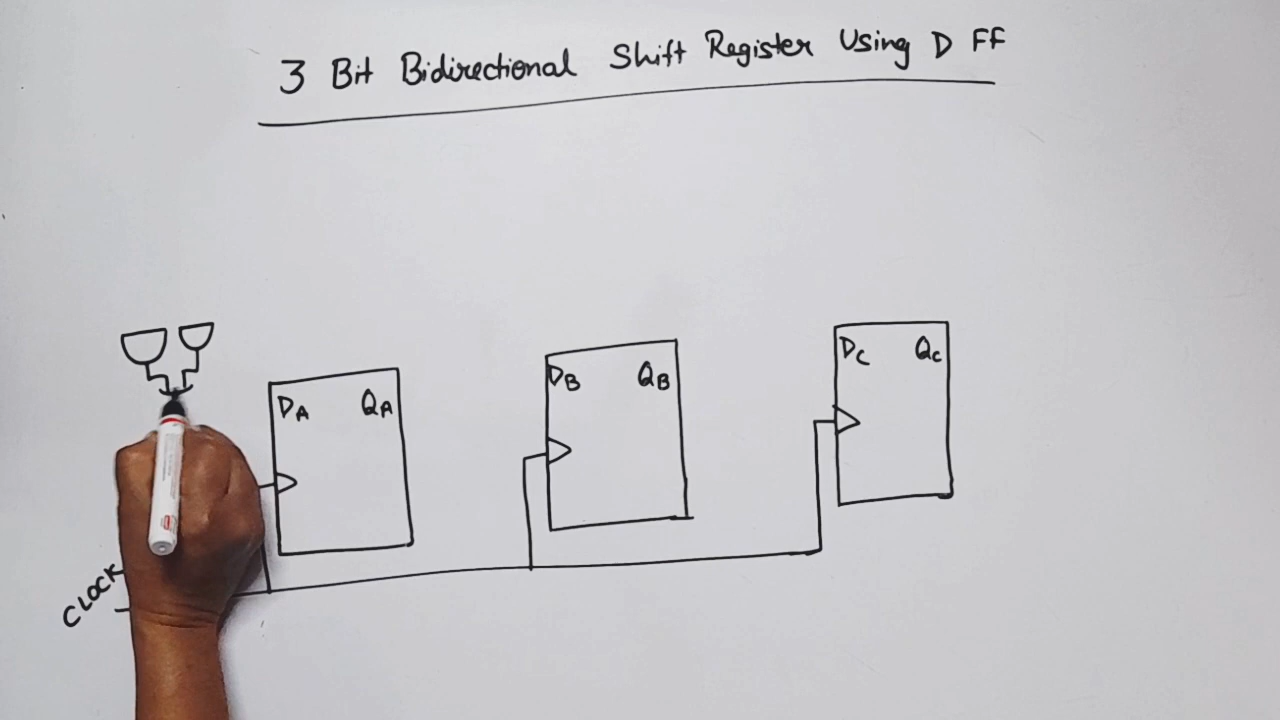 3 Bit Bidirectional Shift Register Using D FF
DA QA
DB QB
DC QC
CLOCK